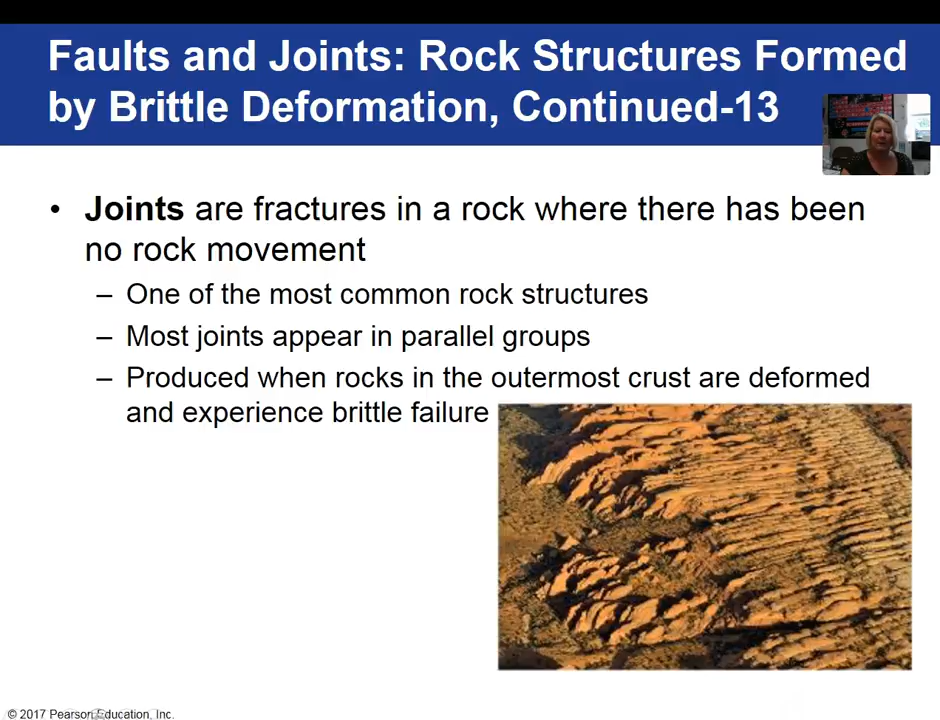 Faults and Joints: Rock Structures Formed
by Brittle Deformation, Continued-13
• Joints are fractures in a rock where there has been
no rock movement
– One of the most common rock structures
– Most joints appear in parallel groups
– Produced when rocks in the outermost crust are deformed
and experience brittle failure
© 2017 Pearson Education, Inc.